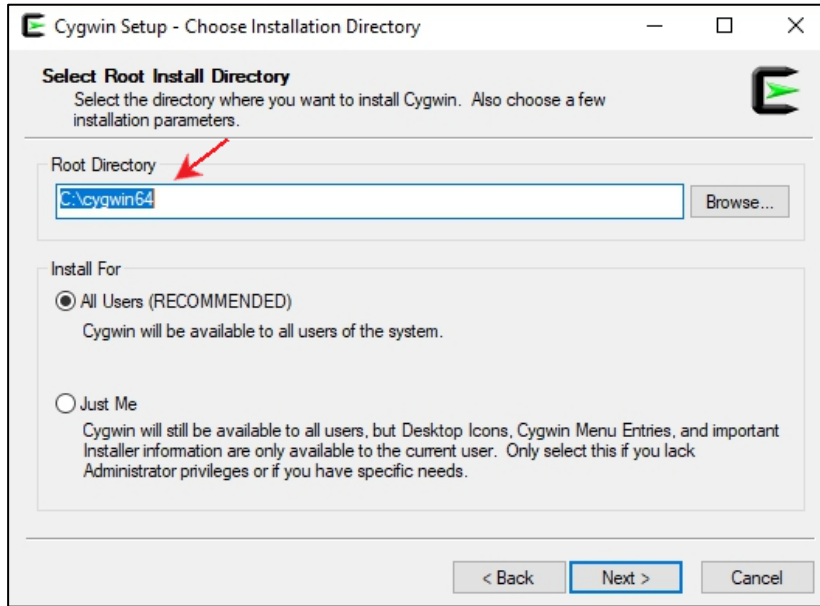 Cygwin Setup - Choose Installation Directory
Select Root Install Directory
Select the directory where you want to install Cygwin. Also choose a few
installation parameters.
Root Directory
C:\cygwin64
Browse...
Install For
All Users (RECOMMENDED)
Cygwin will be available to all users of the system.
Just Me
Cygwin will still be available to all users, but Desktop Icons, Cygwin Menu Entries, and important
Installer information are only available to the current user. Only select this if you lack
Administrator privileges or if you have specific needs.
< Back
Next >
Cancel